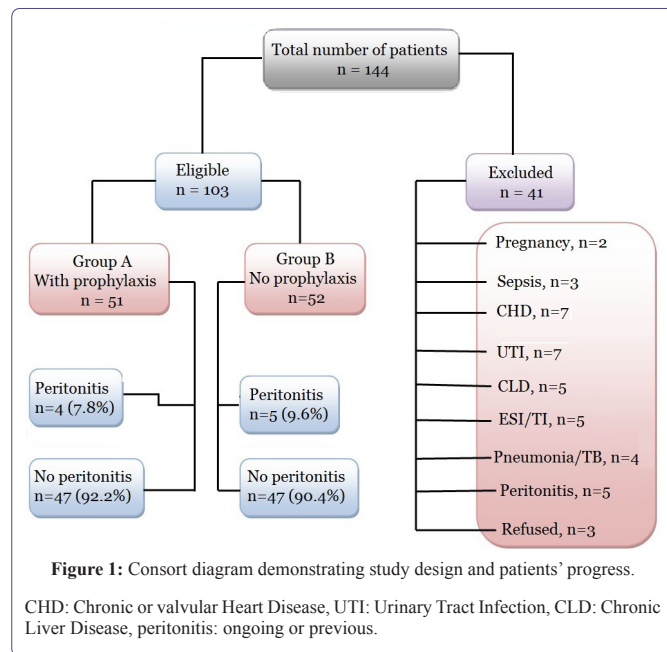 Total number of patients
n = 144
Eligible
n = 103
Excluded
n = 41
Group A
With prophylaxis
n = 51
Group B
No prophylaxis
n=52
Peritonitis
n=4 (7.8%)
Peritonitis
n=5 (9.6%)
No peritonitis
n=47 (92.2%)
No peritonitis
n=47 (90.4%)
Pregnancy, n=2
Sepsis, n=3
CHD, n=7
UTI, n=7
CLD, n=5
ESI/TI, n=5
Pneumonia/TB, n=4
Peritonitis, n=5
Refused, n=3
Figure 1: Consort diagram demonstrating study design and patients’ progress.
CHD: Chronic or valvular Heart Disease, UTI: Urinary Tract Infection, CLD: Chronic
Liver Disease, peritonitis: ongoing or previous.